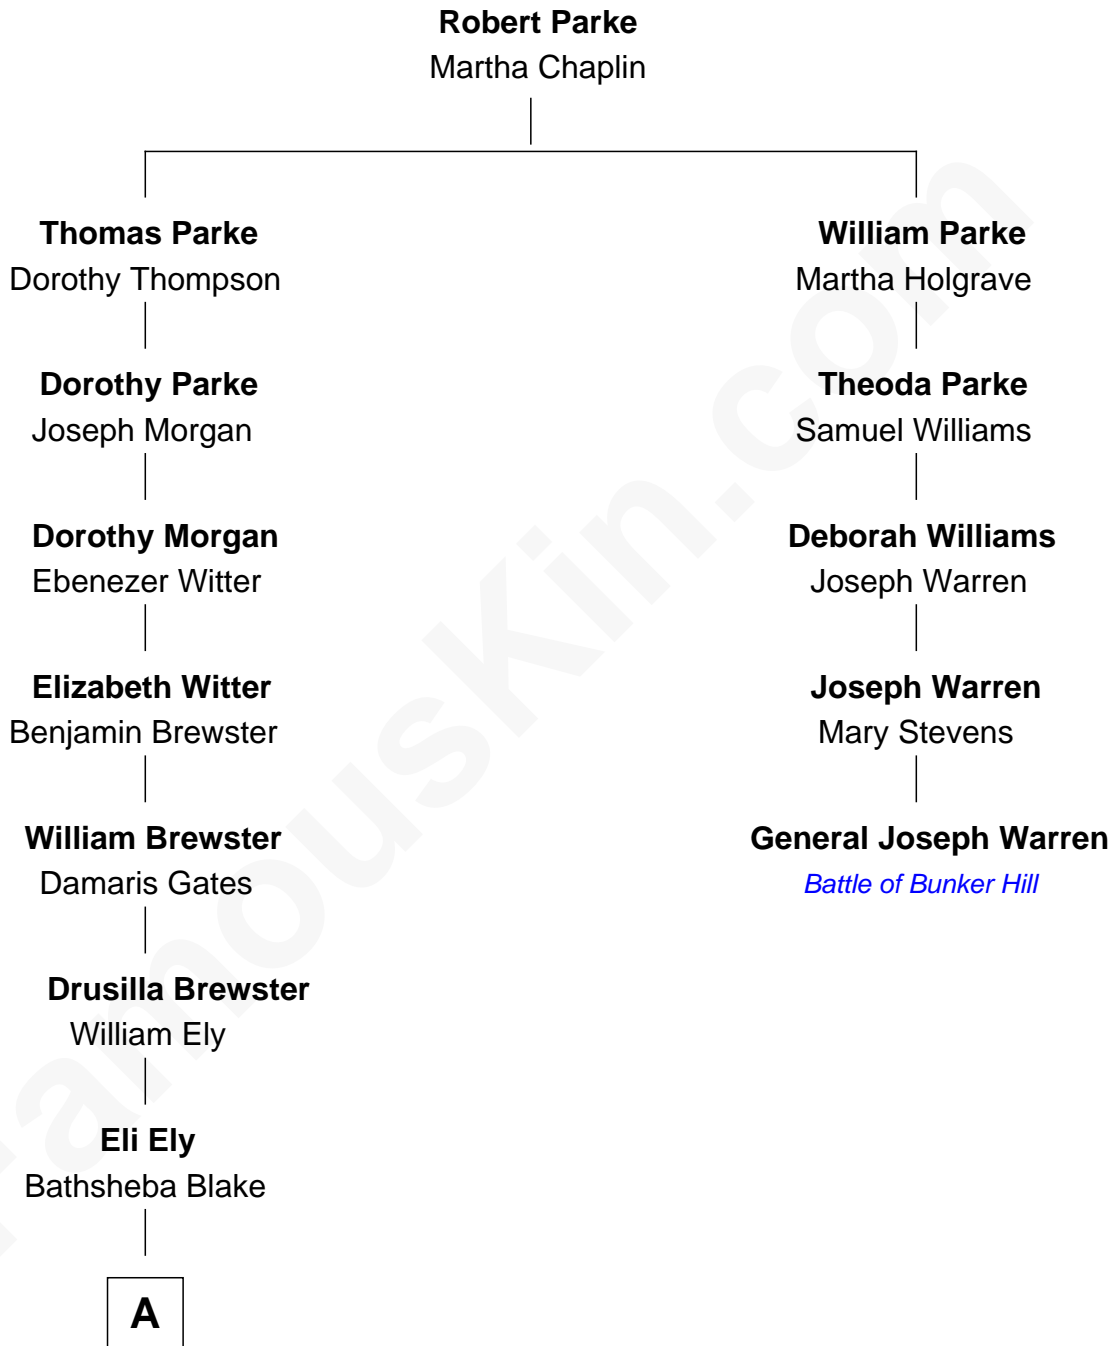 Robert Parke
Martha Chaplin
Thomas Parke
Dorothy Thompson
William Parke
Martha Holgrave
Dorothy Parke
Joseph Morgan
Theoda Parke
Samuel Williams
Dorothy Morgan
Ebenezer Witter
Deborah Williams
Joseph Warren
Elizabeth Witter
Benjamin Brewster
Joseph Warren
Mary Stevens
William Brewster
Damaris Gates
General Joseph Warren
Battle of Bunker Hill
Drusilla Brewster
William Ely
Eli Ely
Bathsheba Blake
A
FamousKin.com